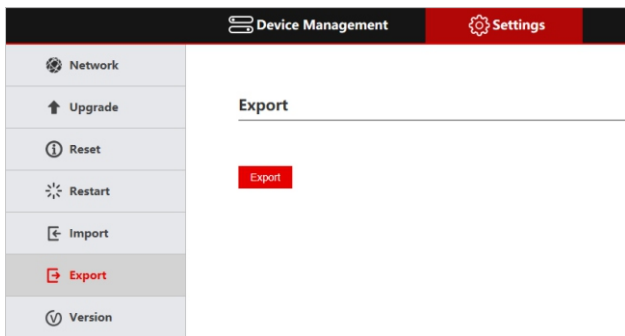 Device Management
Settings
Network
Upgrade
Reset
Restart
Import
Export
Version
Export
Export